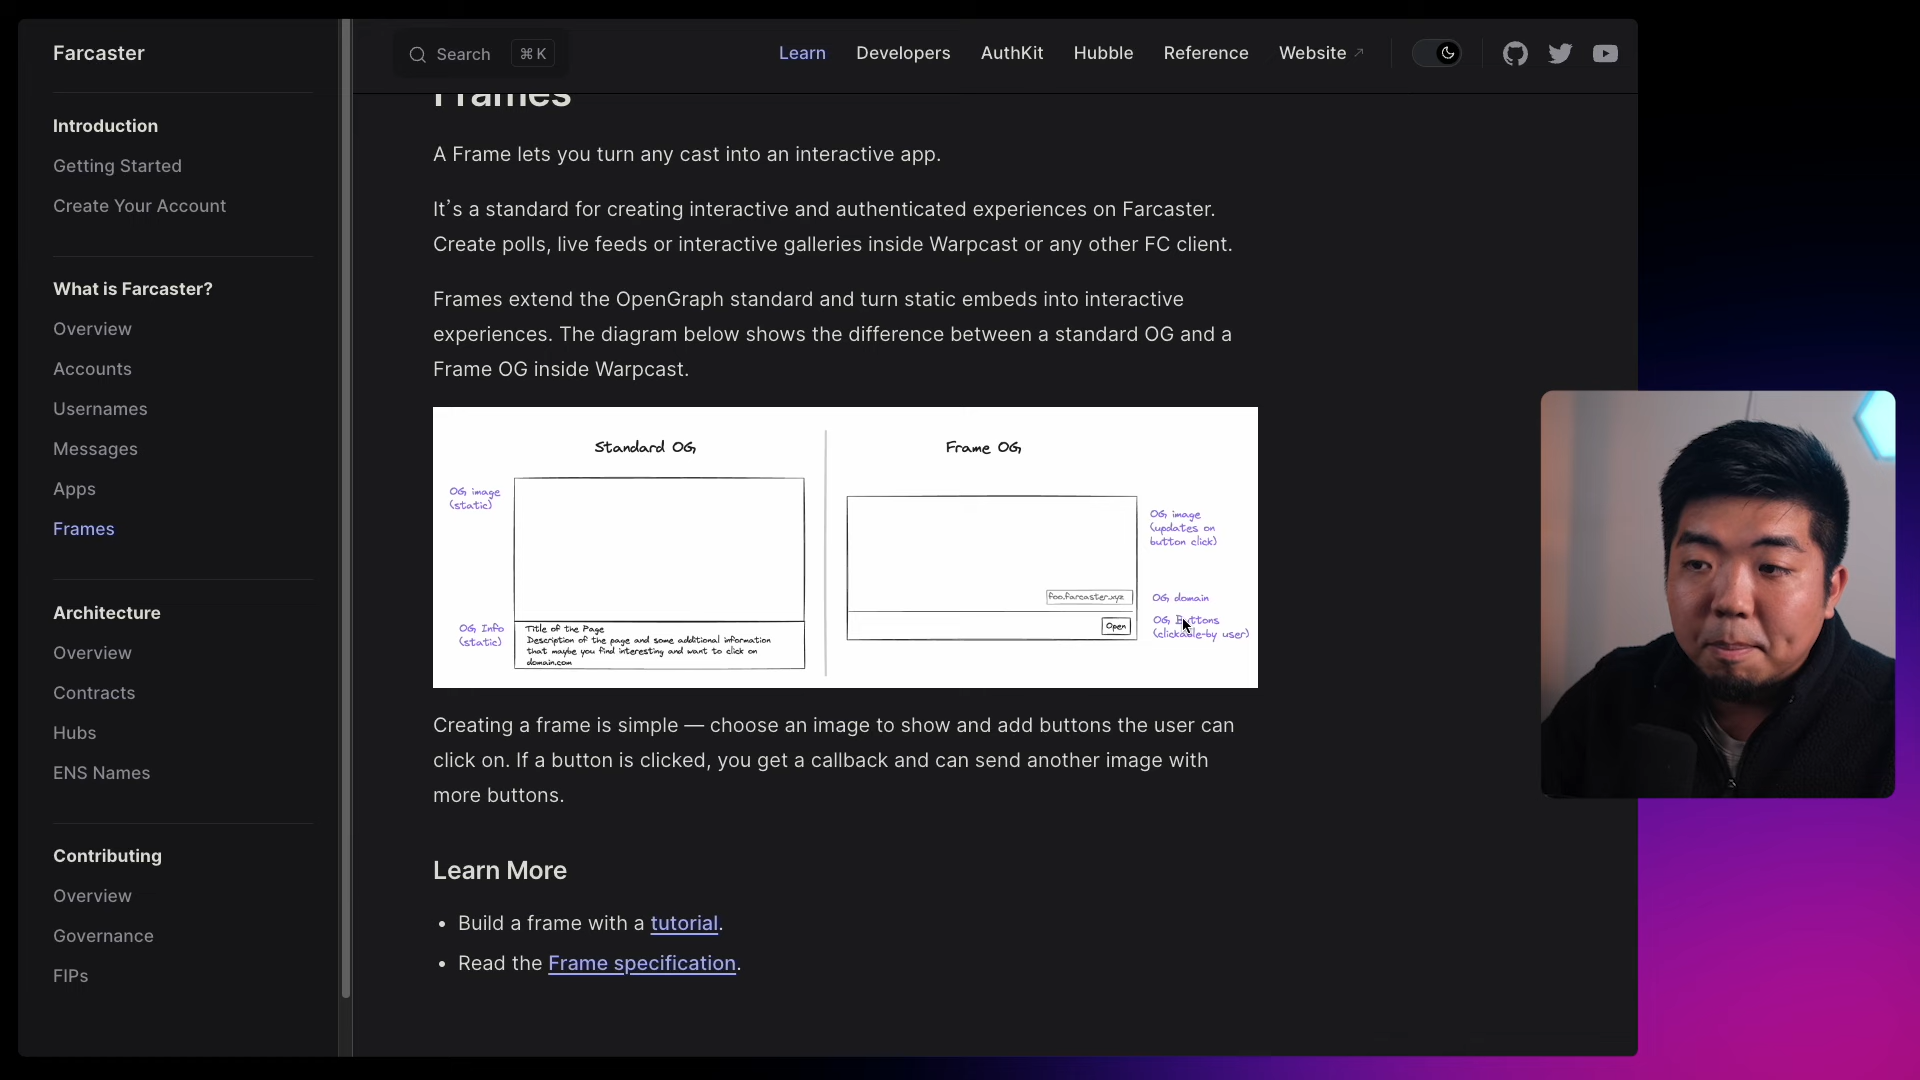 Farcaster
Search ⌘ K
Learn Developers AuthKit Hubble Reference Website ↗
Introduction
Getting Started
Create Your Account
What is Farcaster?
Overview
Accounts
Usernames
Messages
Apps
Frames
Architecture
Overview
Contracts
Hubs
ENS Names
Contributing
Overview
Governance
FIPs
Frames
A Frame lets you turn any cast into an interactive app.
It's a standard for creating interactive and authenticated experiences on Farcaster.
Create polls, live feeds or interactive galleries inside Warpcast or any other FC client.
Frames extend the OpenGraph standard and turn static embeds into interactive
experiences. The diagram below shows the difference between a standard OG and a
Frame OG inside Warpcast.
Standard OG
OG image
(static)
OG Info
(static)
Title of the Page
Description of the page and some additional information
that maybe you find interesting and want to click on
domain.com
Frame OG
OG image
(updates on
button click)
foo.farcaster.xyz
OG domain
Open
OG Buttons
(clickable by user)
Creating a frame is simple — choose an image to show and add buttons the user can
click on. If a button is clicked, you get a callback and can send another image with
more buttons.
Learn More
• Build a frame with a tutorial.
• Read the Frame specification.